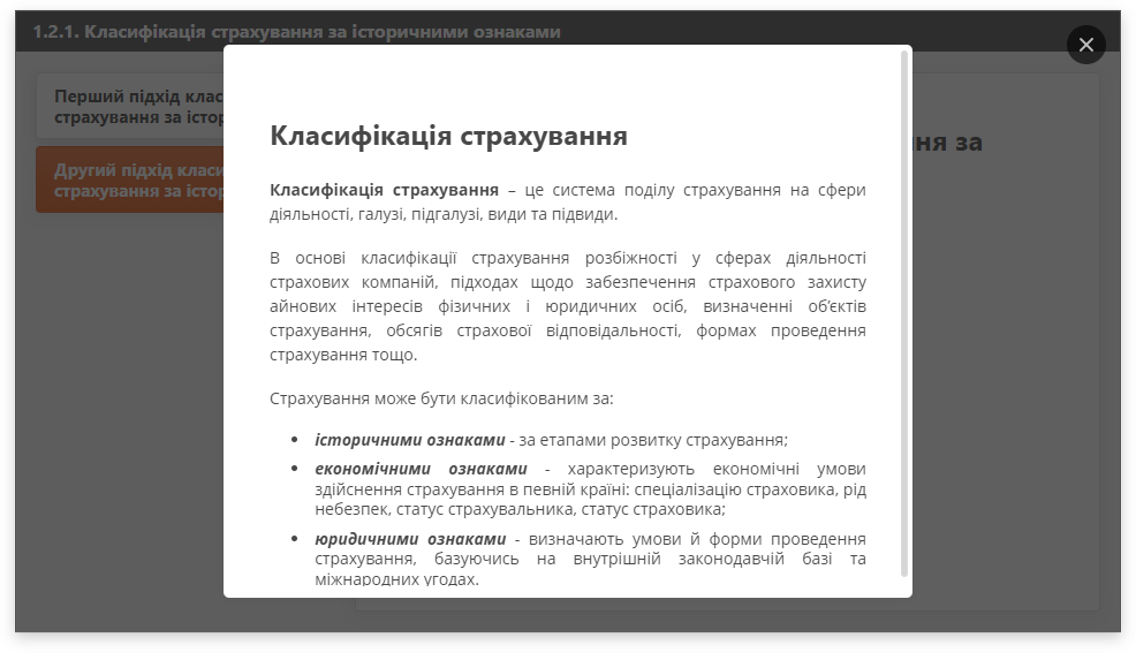 1.2.1. Класифікація страхування за історичними ознаками
Перший підхід клас
страхування за істор
Другий підхід класи
страхування за істор
ня за
Класифікація страхування
Класифікація страхування – це система поділу страхування на сфери
діяльності, галузі, підгалузі, види та підвиди.
В основі класифікації страхування розбіжності у сферах діяльності
страхових компаній, підходах щодо забезпечення страхового захисту
айнових інтересів фізичних і юридичних осіб, визначенні об’єктів
страхування, обсягів страхової відповідальності, формах проведення
страхування тощо.
Страхування може бути класифікованим за:
• історичними ознаками - за етапами розвитку страхування;
• економічними ознаками - характеризують економічні умови
здійснення страхування в певній країні: спеціалізацію страховика, рід
небезпек, статус страхувальника, статус страховика;
• юридичними ознаками - визначають умови й форми проведення
страхування, базуючись на внутрішній законодавчій базі та
міжнародних угодах.